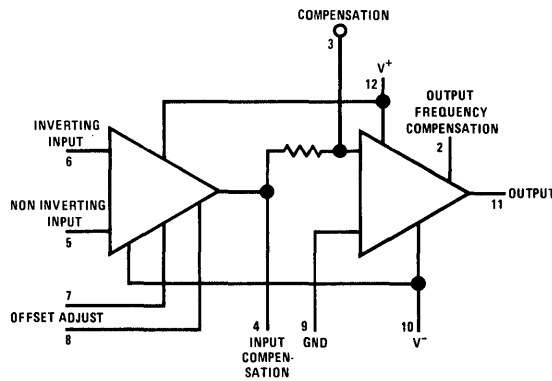 COMPENSATION
3
V+
12
OUTPUT
FREQUENCY
COMPENSATION
2
INVERTING
INPUT
6
OUTPUT
11
NON INVERTING
INPUT
5
7
OFFSET ADJUST
8
4
INPUT
COMPEN-
SATION
9
GND
10
V-